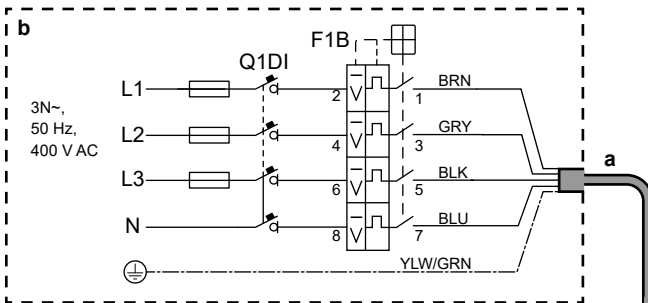 b
F1B
Q1DI
3N~,
50 Hz,
400 V AC
L1 2 1 BRN
L2 4 3 GRY
L3 6 5 BLK
N 8 7 BLU
YLW/GRN
a